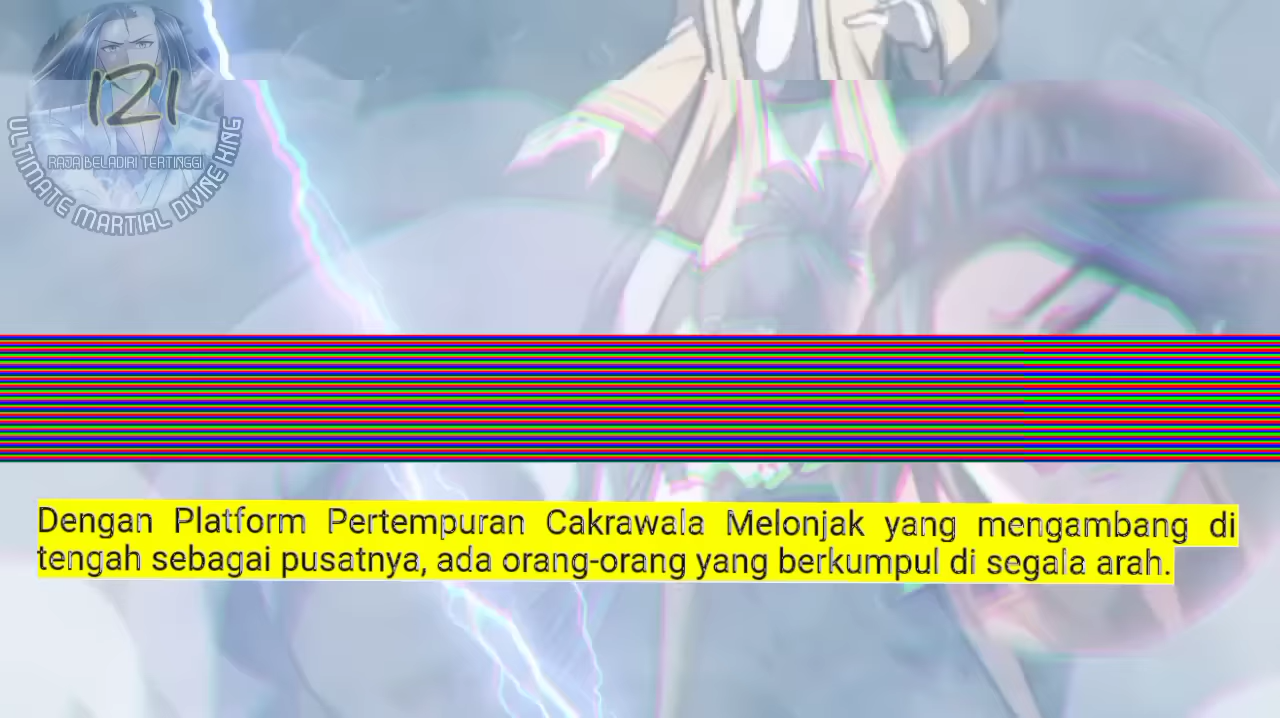 121
RAJA BELADIRI TERTINGGI
ULTIMATE MARTIAL DIVINE KING
Dengan Platform Pertempuran Cakrawala Melonjak yang mengambang di
tengah sebagai pusatnya, ada orang-orang yang berkumpul di segala arah.